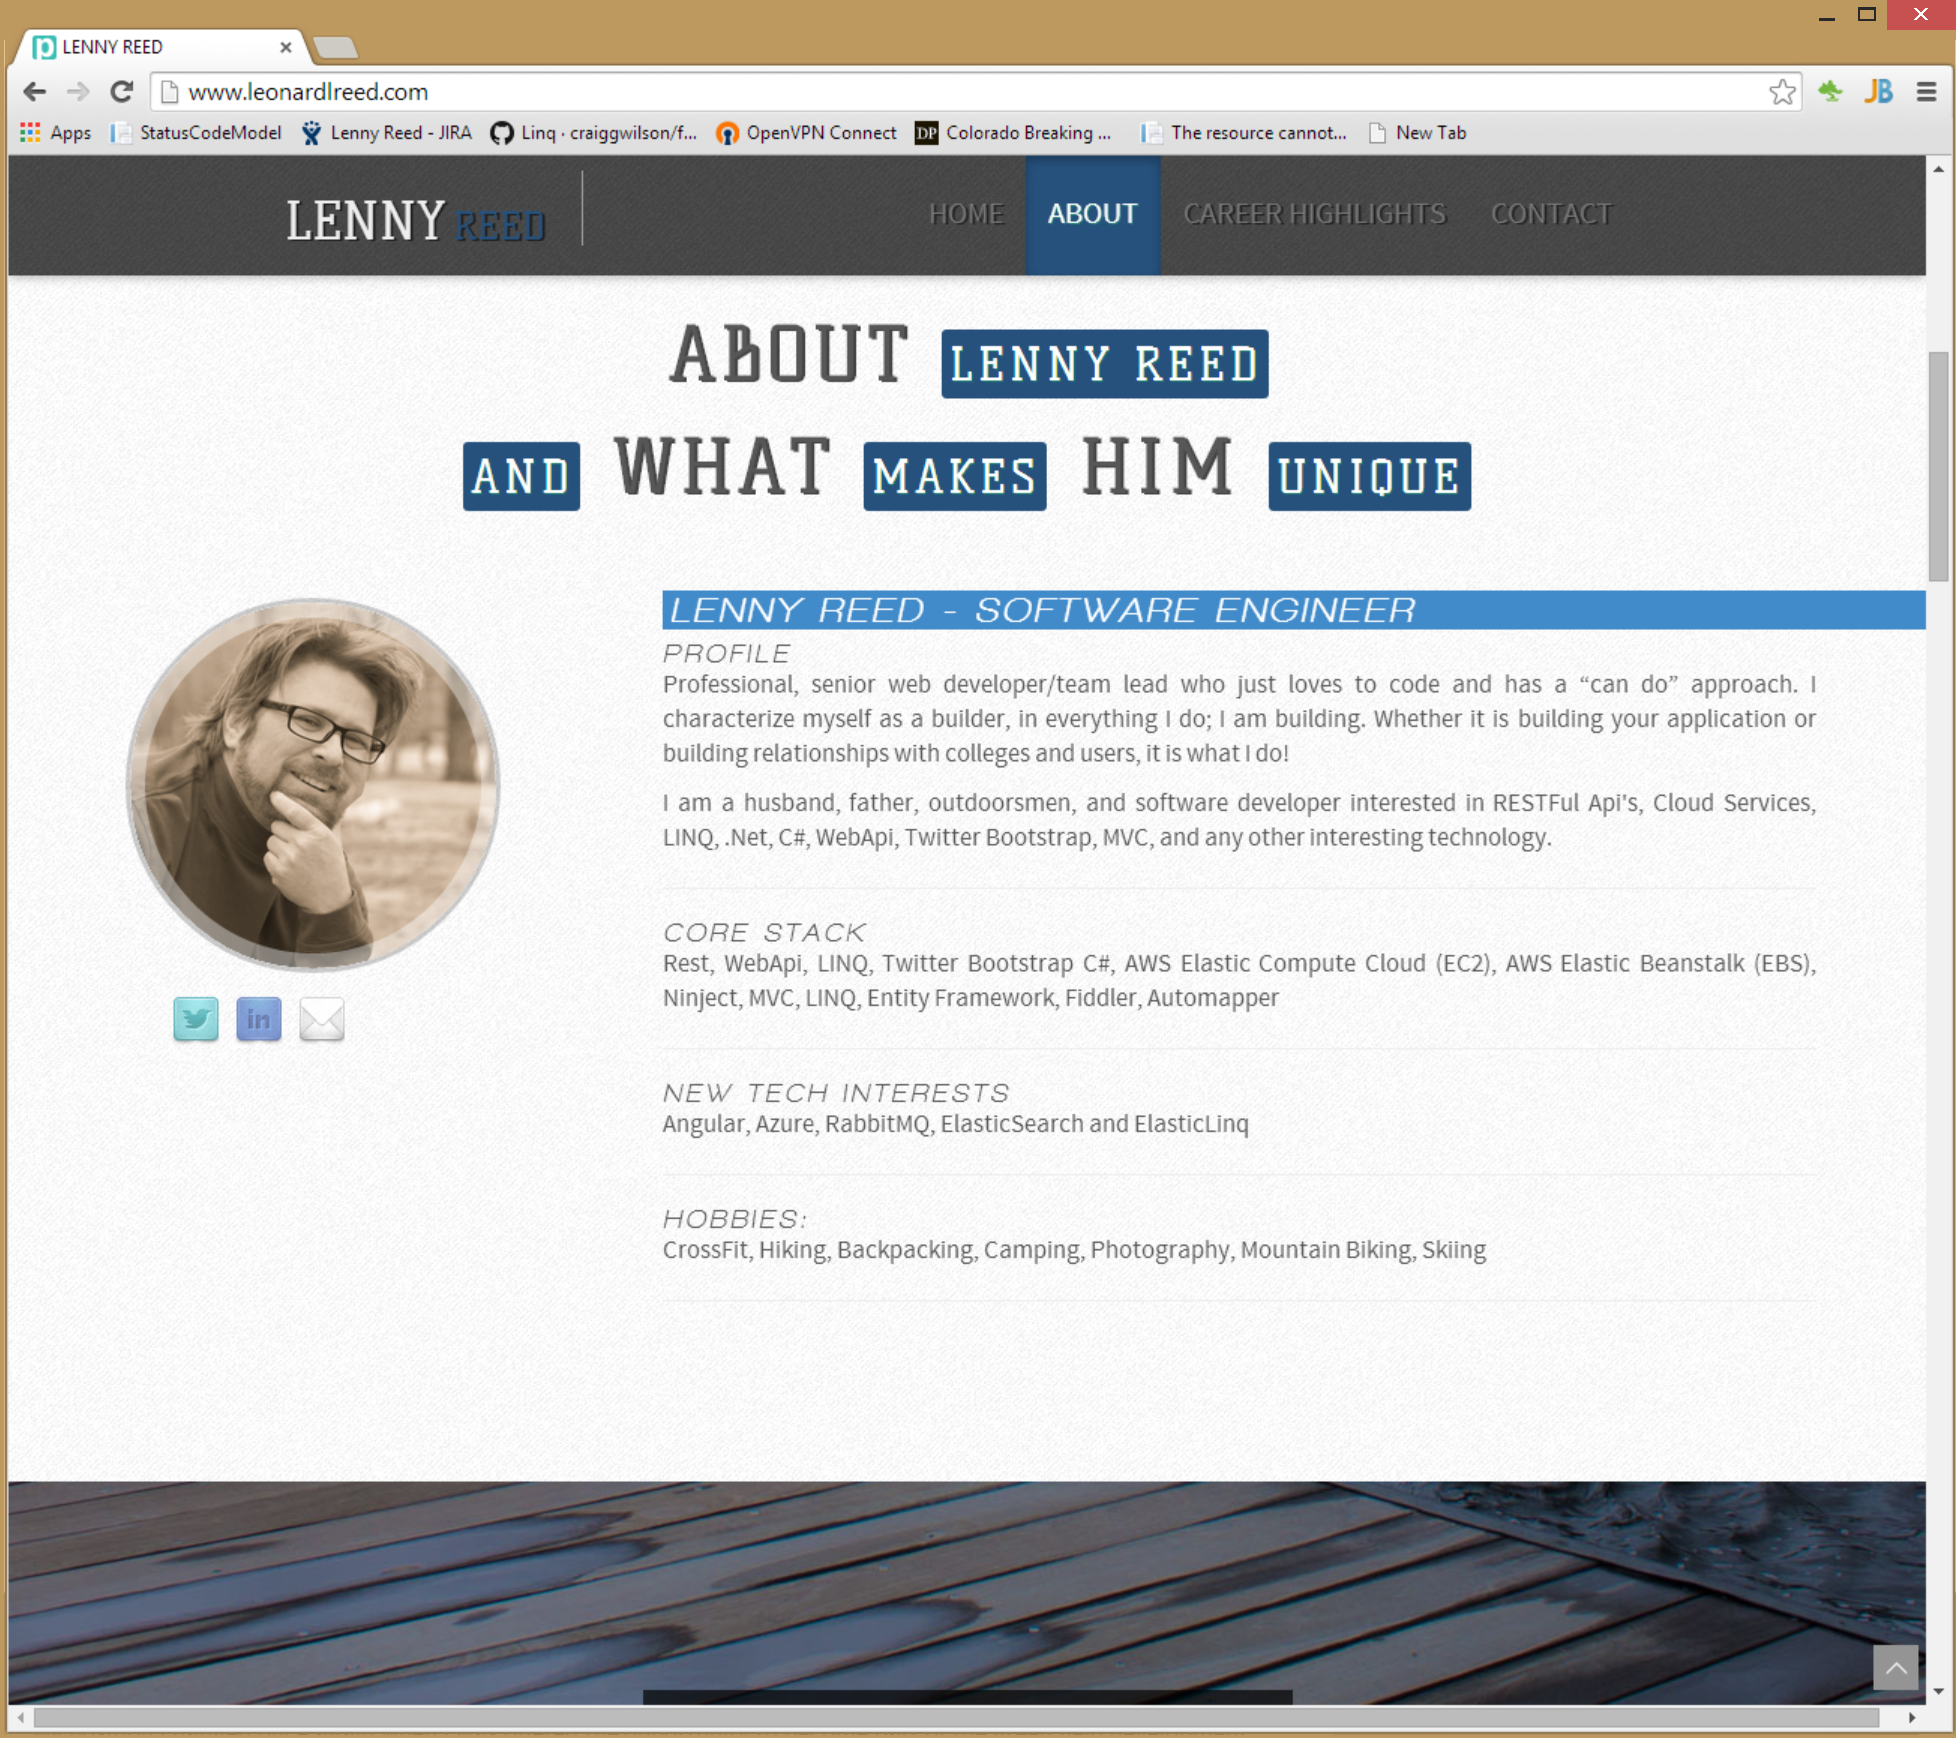 LENNY REED
www.leonardlreed.com
Apps StatusCodeModel Lenny Reed - JIRA Linq · craiggwilson/f... OpenVPN Connect DP Colorado Breaking ... The resource cannot... New Tab
LENNY REED HOME ABOUT CAREER HIGHLIGHTS CONTACT
ABOUT LENNY REED
AND WHAT MAKES HIM UNIQUE
LENNY REED - SOFTWARE ENGINEER
PROFILE
Professional, senior web developer/team lead who just loves to code and has a “can do” approach. I
characterize myself as a builder, in everything I do; I am building. Whether it is building your application or
building relationships with colleges and users, it is what I do!
I am a husband, father, outdoorsmen, and software developer interested in RESTFul Api's, Cloud Services,
LINQ, .Net, C#, WebApi, Twitter Bootstrap, MVC, and any other interesting technology.
CORE STACK
Rest, WebApi, LINQ, Twitter Bootstrap C#, AWS Elastic Compute Cloud (EC2), AWS Elastic Beanstalk (EBS),
Ninject, MVC, LINQ, Entity Framework, Fiddler, Automapper
NEW TECH INTERESTS
Angular, Azure, RabbitMQ, ElasticSearch and ElasticLinq
HOBBIES:
CrossFit, Hiking, Backpacking, Camping, Photography, Mountain Biking, Skiing
in
JB